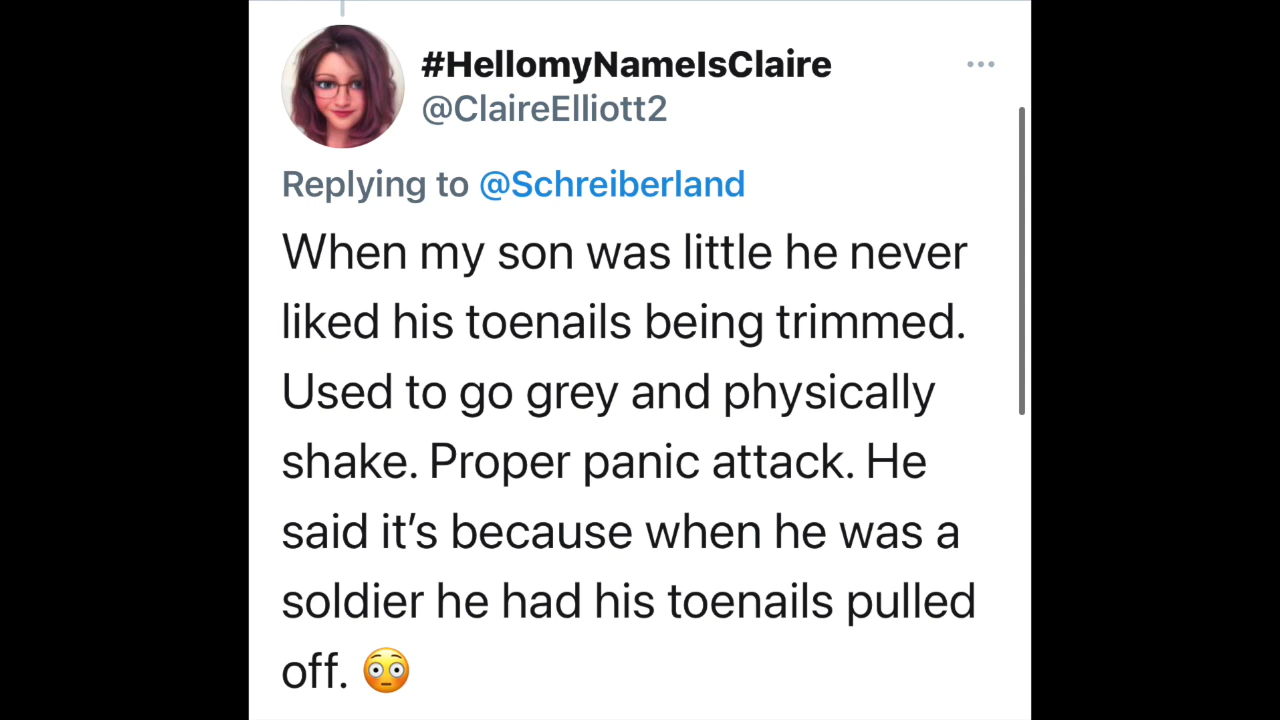 #HellomyNameIsClaire
@ClaireElliott2
Replying to @Schreiberland
When my son was little he never
liked his toenails being trimmed.
Used to go grey and physically
shake. Proper panic attack. He
said it’s because when he was a
soldier he had his toenails pulled
off. 😳